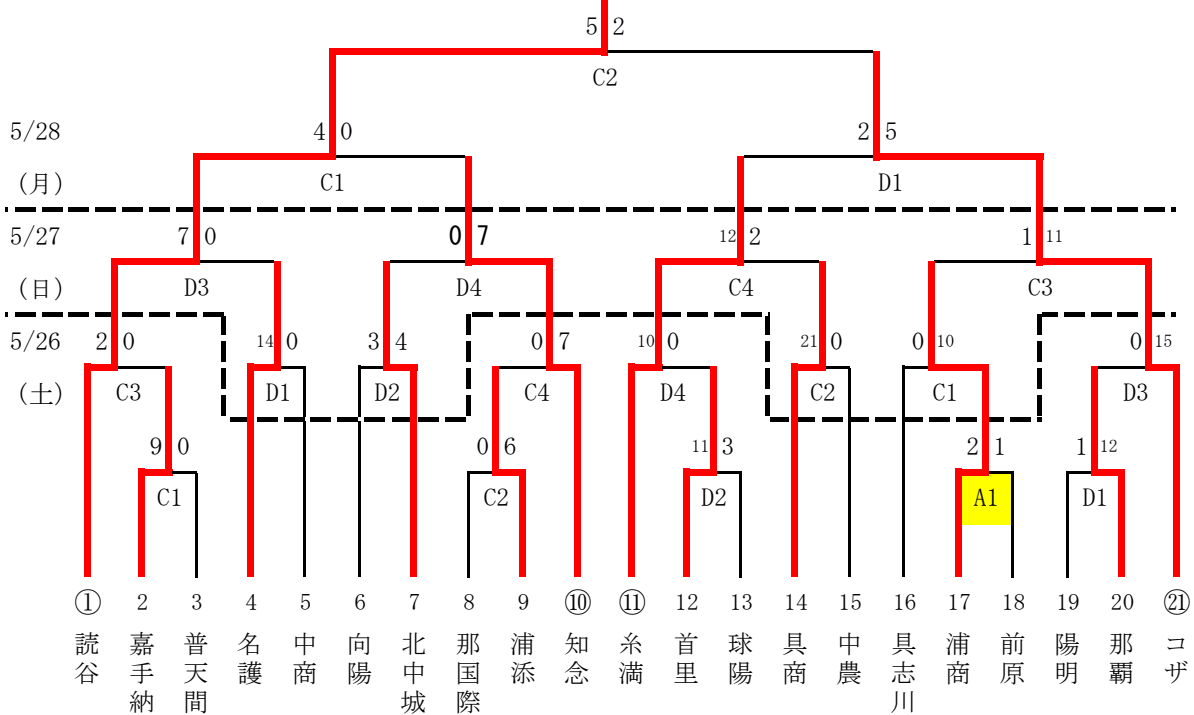 5 2
C2
5/28 4 0 2 5
(月) C1 D1
5/27 7 0 0 7 12 2 1 11
(日) D3 D4 C4 C3
5/26 2 0 14 0 3 4 0 7 10 0 21 0 0 10 0 15
(土) C3 D1 D2 C4 D4 C2 C1 D3
9 0 0 6 11 3 2 1 1 12
C1 C2 D2 A1 D1
① 2 3 4 5 6 7 8 9 ⑩ ⑪ 12 13 14 15 16 17 18 19 20 ㉑
読谷 嘉手納 普天間 名護 中商 向陽 北中城 那国際 浦添 知念 糸満 首里 球陽 具商 中農 具志川 浦商 前原 陽明 那覇 コザ